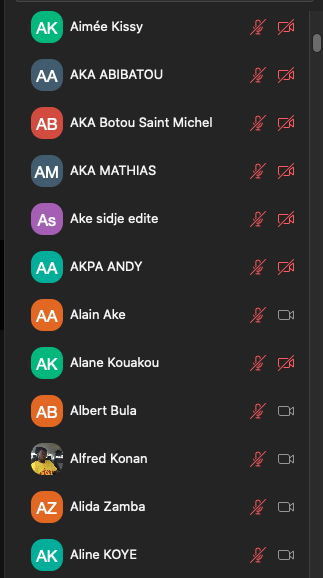 AK Aimée Kissy
AA AKA ABIBATOU
AB AKA Botou Saint Michel
AM AKA MATHIAS
As Ake sidje edite
AA AKPA ANDY
AA Alain Ake
AK Alane Kouakou
AB Albert Bula
Alfred Konan
AZ Alida Zamba
AK Aline KOYE